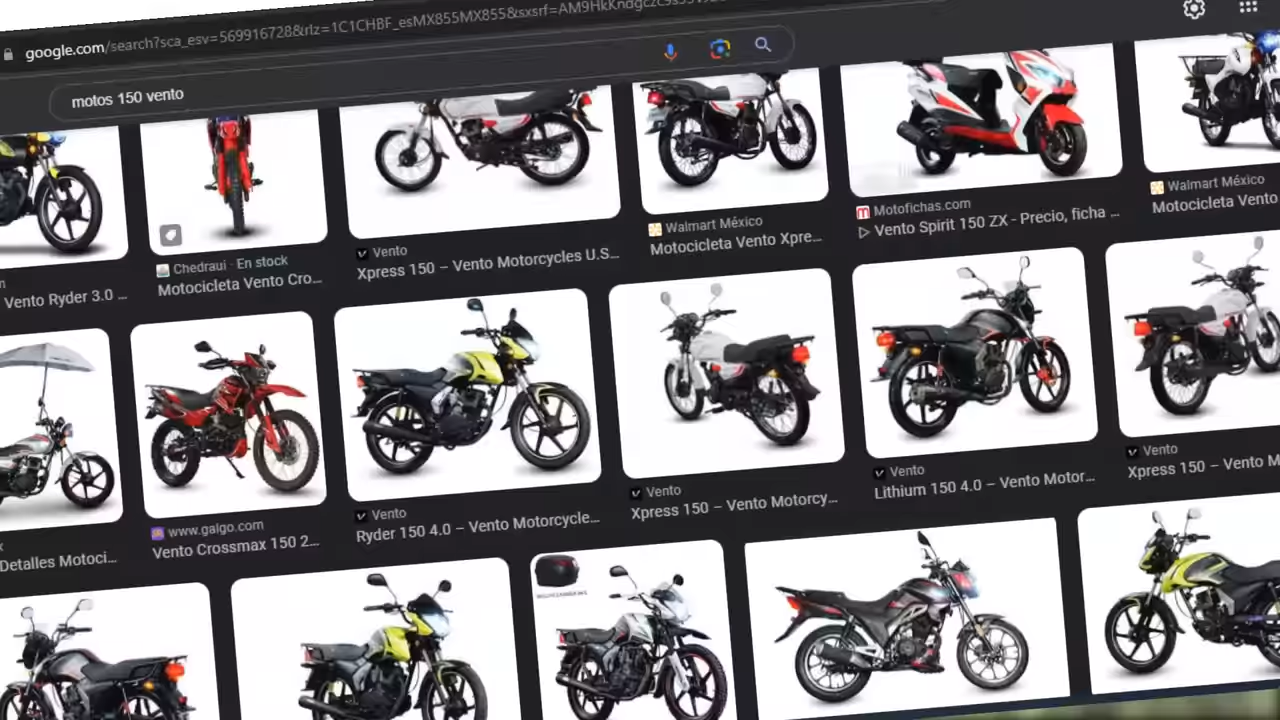 google.com/search?sca_esv=569916728&rlz=1C1CHBF_esMX855MX855&sxsrf=
motos 150 vento
Vento Ryder 3.0 ...
Chedraui · En stock
Motocicleta Vento Cro...
Vento
Xpress 150 – Vento Motorcycles U.S...
Walmart México
Motocicleta Vento Xpre...
Motofichas.com
▷ Vento Spirit 150 ZX - Precio, ficha ...
Walmart México
Motocicleta Vento
Detalles Motoci...
www.galgo.com
Vento Crossmax 150 2...
Vento
Ryder 150 4.0 – Vento Motorcycle...
Vento
Xpress 150 – Vento Motorcy...
Vento
Lithium 150 4.0 – Vento Motor...
Vento
Xpress 150 – Vento M